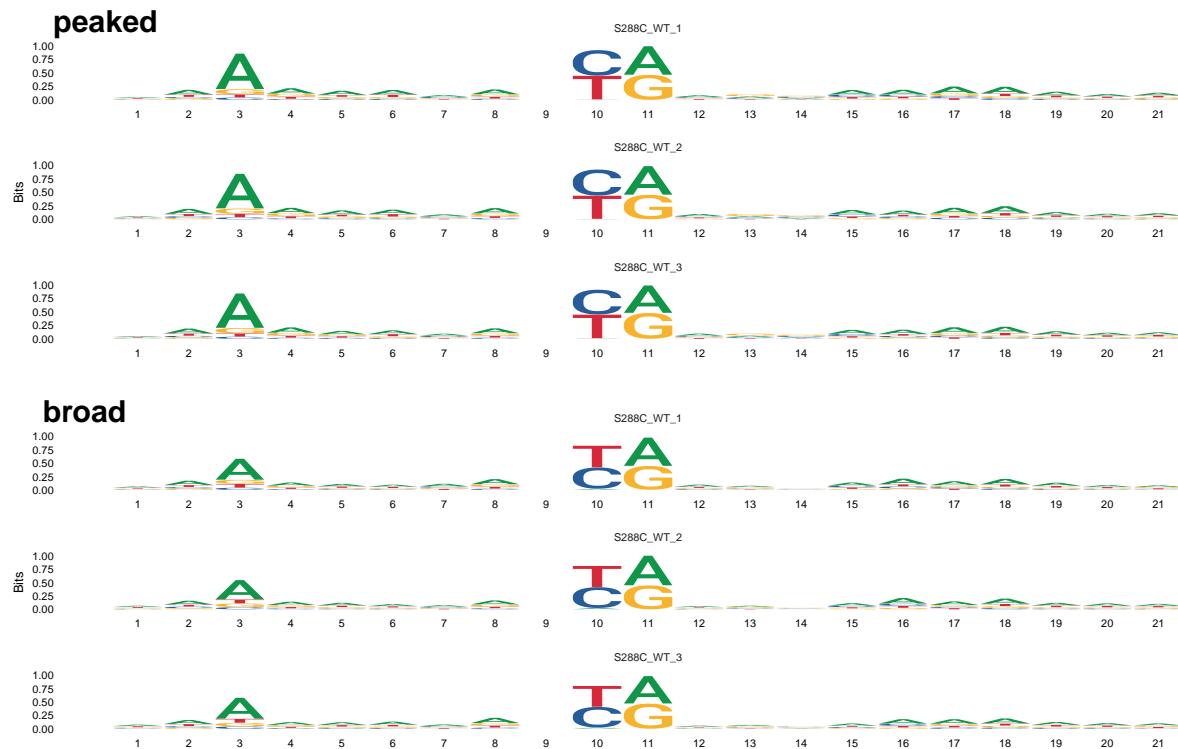 peaked
S288C_WT_1
1.00
0.75
0.50
0.25
0.00
C A
T G
A
1 2 3 4 5 6 7 8 9 10 11 12 13 14 15 16 17 18 19 20 21
S288C_WT_2
Bits
1.00
0.75
0.50
0.25
0.00
C A
T G
A
1 2 3 4 5 6 7 8 9 10 11 12 13 14 15 16 17 18 19 20 21
S288C_WT_3
1.00
0.75
0.50
0.25
0.00
C A
T G
A
1 2 3 4 5 6 7 8 9 10 11 12 13 14 15 16 17 18 19 20 21
broad
S288C_WT_1
1.00
0.75
0.50
0.25
0.00
T A
C G
A
1 2 3 4 5 6 7 8 9 10 11 12 13 14 15 16 17 18 19 20 21
S288C_WT_2
Bits
1.00
0.75
0.50
0.25
0.00
T A
C G
A
1 2 3 4 5 6 7 8 9 10 11 12 13 14 15 16 17 18 19 20 21
S288C_WT_3
1.00
0.75
0.50
0.25
0.00
T A
C G
A
1 2 3 4 5 6 7 8 9 10 11 12 13 14 15 16 17 18 19 20 21